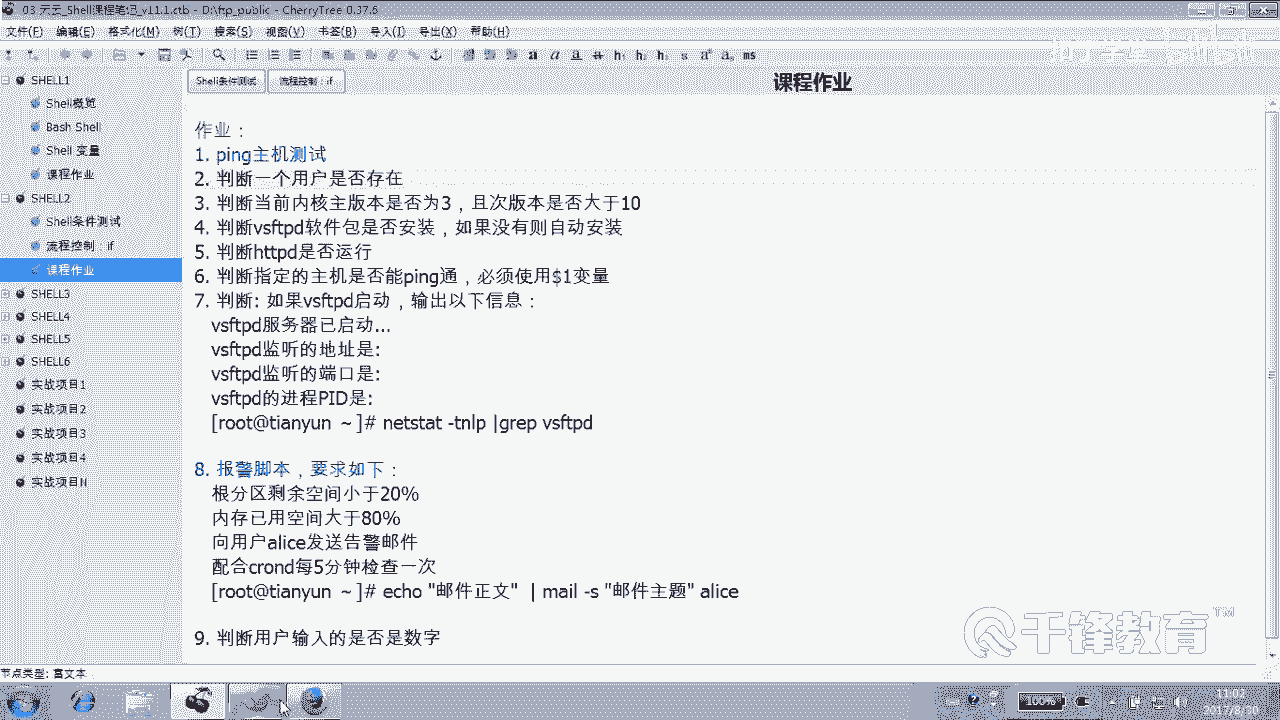 03_天云_Shell课程笔记_v11.1.ctb - D:\ftp_public - CherryTree 0.37.6
文件(F) 编辑(E) 格式化(M) 树(T) 搜索(S) 视图(V) 书签(B) 导入(I) 导出(X) 帮助(H)
SHELL1
Shell概览
Bash Shell
Shell 变量
课程作业
SHELL2
Shell条件测试
流程控制：if
课程作业
SHELL3
SHELL4
SHELL5
SHELL6
实战项目1
实战项目2
实战项目3
实战项目4
实战项目N
Shell条件测试 流程控制：if
课程作业
作业：
1. ping主机测试
2. 判断一个用户是否存在
3. 判断当前内核主版本是否为3，且次版本是否大于10
4. 判断vsftpd软件包是否安装，如果没有则自动安装
5. 判断httpd是否运行
6. 判断指定的主机是否能ping通，必须使用$1变量
7. 判断: 如果vsftpd启动，输出以下信息：
vsftpd服务器已启动...
vsftpd监听的地址是:
vsftpd监听的端口是:
vsftpd的进程PID是:
[root@tianyun ~]# netstat -tnlp |grep vsftpd
8. 报警脚本，要求如下：
根分区剩余空间小于20%
内存已用空间大于80%
向用户alice发送告警邮件
配合crond每5分钟检查一次
[root@tianyun ~]# echo "邮件正文" | mail -s "邮件主题" alice
9. 判断用户输入的是否是数字
千锋教育™
节点类型: 富文本
100%
11:02
2017/8/20